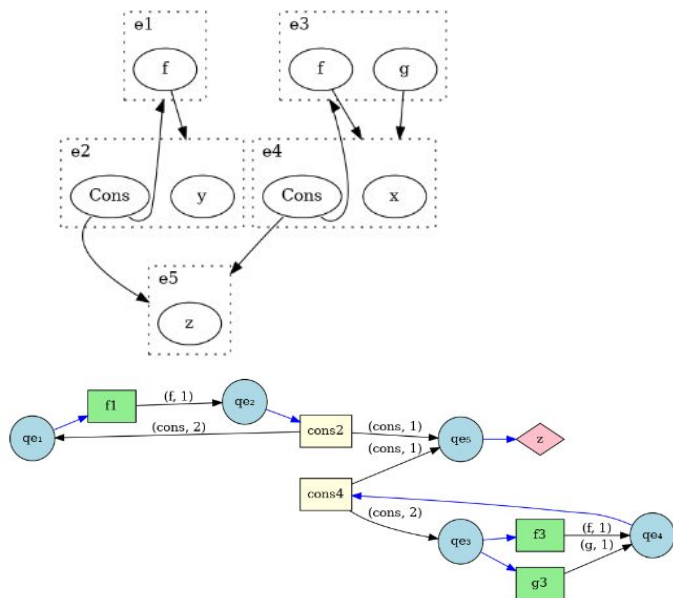 e1
e3
f
f
g
e2
e4
Cons
y
Cons
x
e5
z
f1
(f, 1)
qe₂
qe₁
(cons, 2)
cons2
(cons, 1)
qe₅
z
(cons, 1)
cons4
(cons, 2)
qe₃
f3
(f, 1)
qe₄
(g, 1)
g3